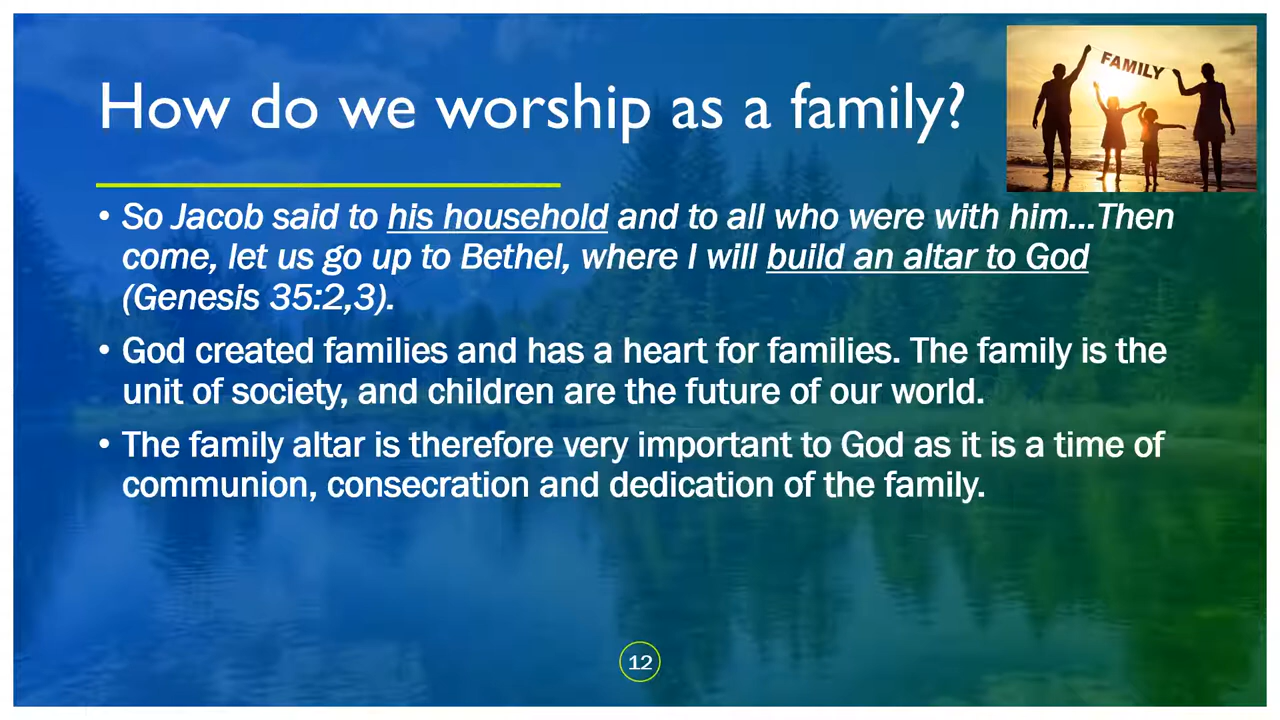 How do we worship as a family?
FAMILY
• So Jacob said to his household and to all who were with him...Then
come, let us go up to Bethel, where I will build an altar to God
(Genesis 35:2,3).
• God created families and has a heart for families. The family is the
unit of society, and children are the future of our world.
• The family altar is therefore very important to God as it is a time of
communion, consecration and dedication of the family.
12